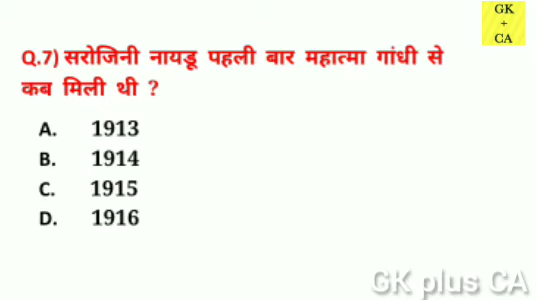 GK
+
CA
Q.7) सरोजिनी नायडू पहली बार महात्मा गांधी से
कब मिली थी ?
A. 1913
B. 1914
C. 1915
D. 1916
GK plus CA